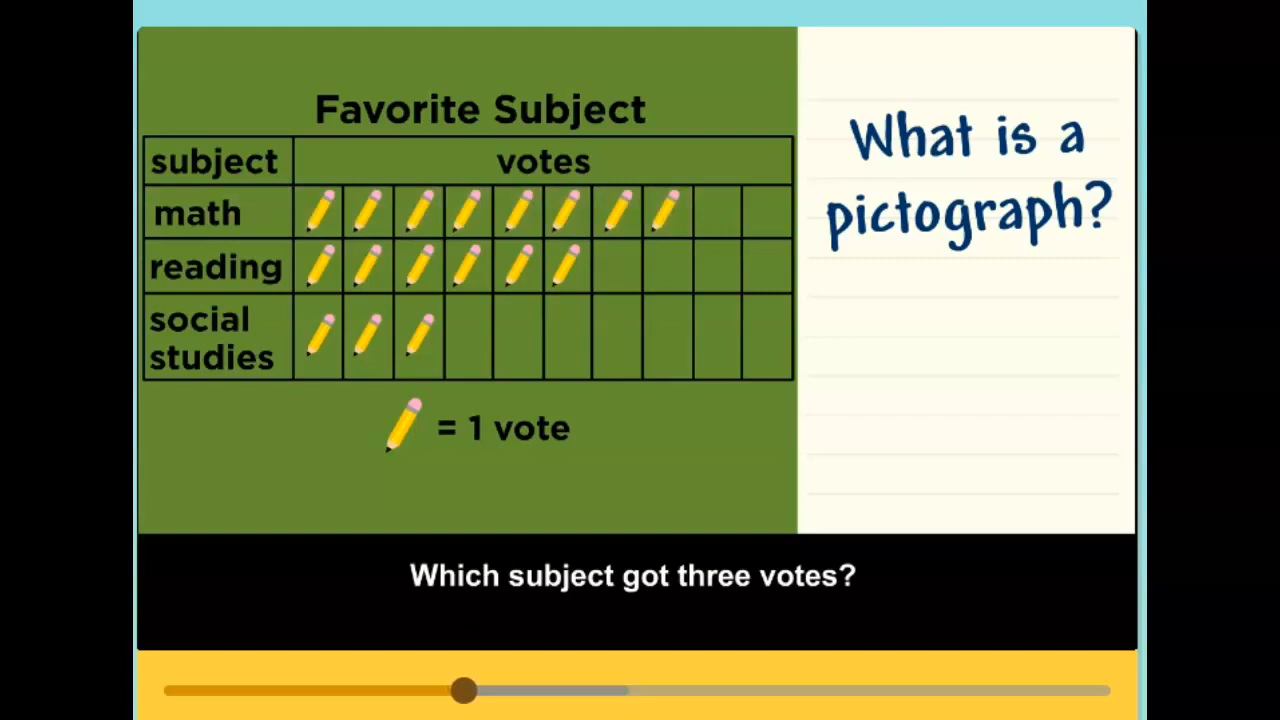 Favorite Subject
subject votes
math
reading
social
studies
= 1 vote
What is a
pictograph?
Which subject got three votes?